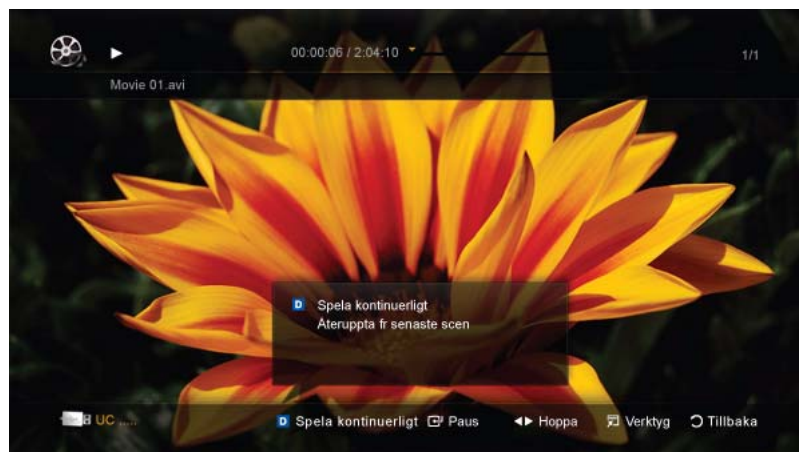 00:00:06 / 2:04:10
1/1
Movie 01.avi
D Spela kontinuerligt
Återuppta fr senaste scen
UC .....
D Spela kontinuerligt Paus Hoppa Verktyg Tillbaka